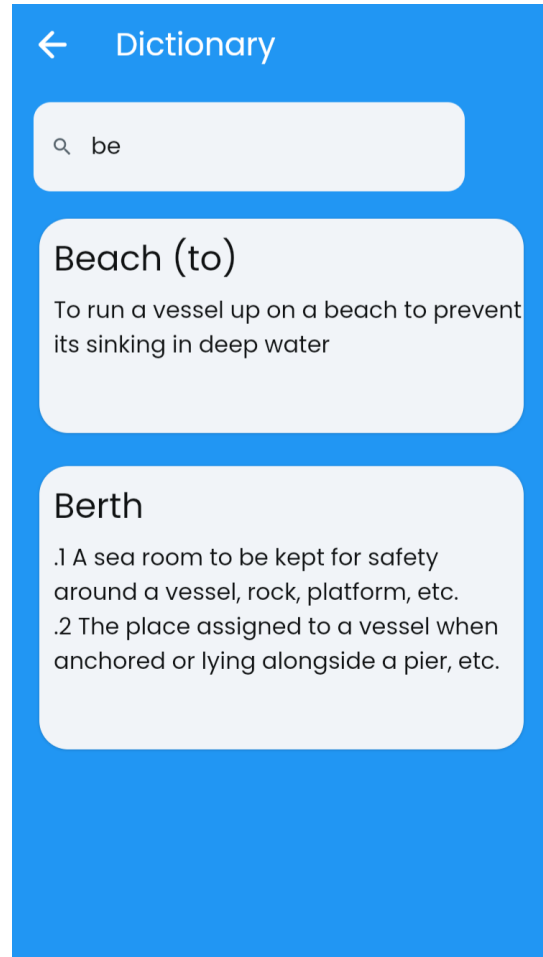 Dictionary
be
Beach (to)
To run a vessel up on a beach to prevent
its sinking in deep water
Berth
.1 A sea room to be kept for safety
around a vessel, rock, platform, etc.
.2 The place assigned to a vessel when
anchored or lying alongside a pier, etc.